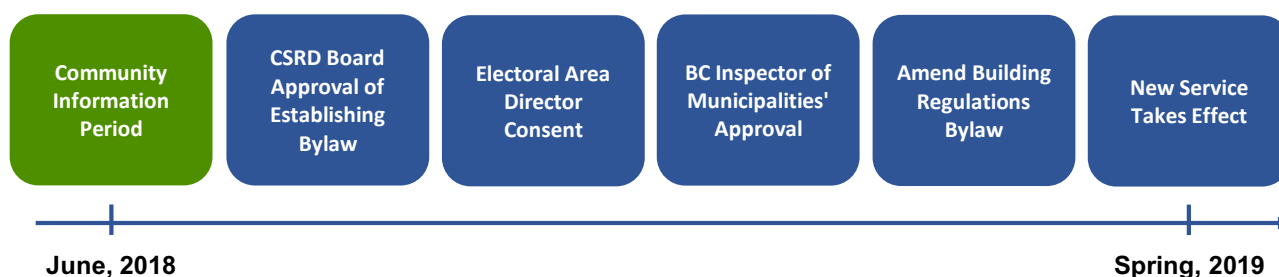 Community
Information
Period
CSRD Board
Approval of
Establishing
Bylaw
Electoral Area
Director
Consent
BC Inspector of
Municipalities'
Approval
Amend Building
Regulations
Bylaw
New Service
Takes Effect
June, 2018
Spring, 2019